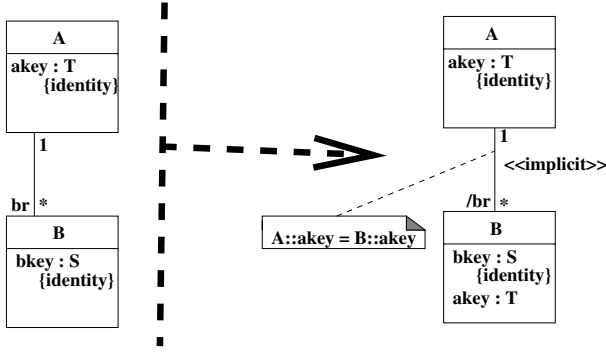 A
akey : T
{identity}
1
br *
B
bkey : S
{identity}
A
akey : T
{identity}
1
<<implicit>>
/br *
A::akey = B::akey
B
bkey : S
{identity}
akey : T